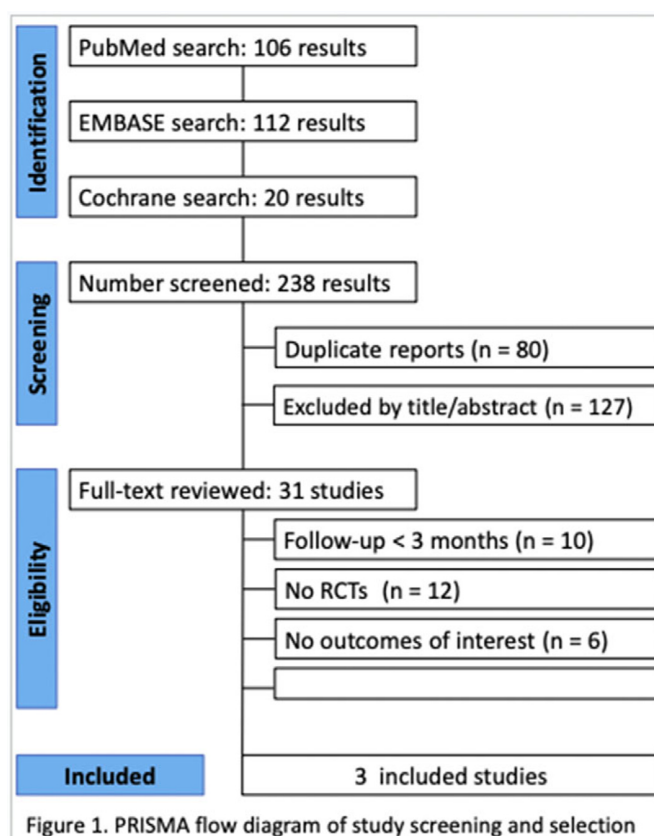 Identification
PubMed search: 106 results
EMBASE search: 112 results
Cochrane search: 20 results
Screening
Number screened: 238 results
Duplicate reports (n = 80)
Excluded by title/abstract (n = 127)
Eligibility
Full-text reviewed: 31 studies
Follow-up < 3 months (n = 10)
No RCTs (n = 12)
No outcomes of interest (n = 6)
Included
3 included studies
Figure 1. PRISMA flow diagram of study screening and selection